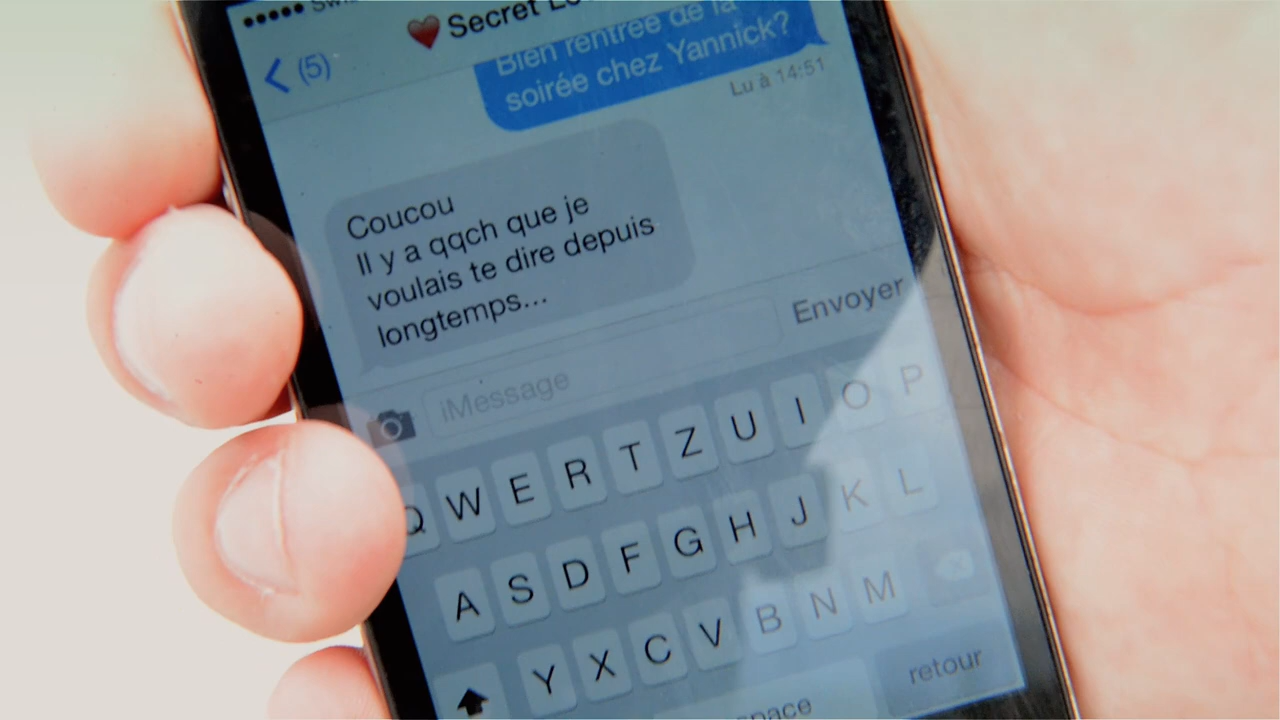 Secret
(5)
Bien rentrée de la
soirée chez Yannick?
Lu à 14:51
Coucou
Il y a qqch que je
voulais te dire depuis
longtemps...
iMessage
Envoyer
Q W E R T Z U I O P
A S D F G H J K L
Y X C V B N M
retour